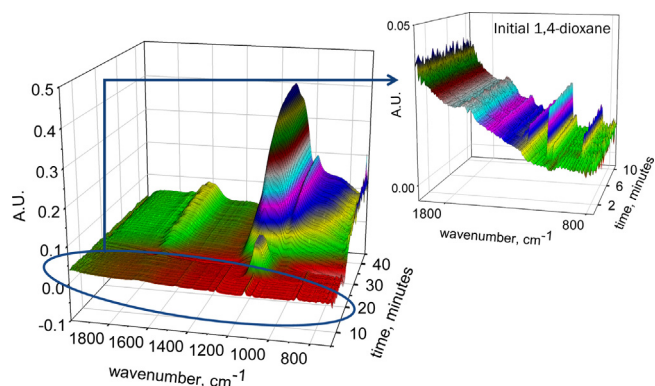 0.5
0.4
0.3
0.2
0.1
0.0
-0.1
A.U.
1800 1600 1400 1200 1000 800
wavenumber, cm-1
10
20
30
40
time, minutes
Initial 1,4-dioxane
0.05
0.00
A.U.
1800 800
wavenumber, cm-1
2
6
10
time, minutes